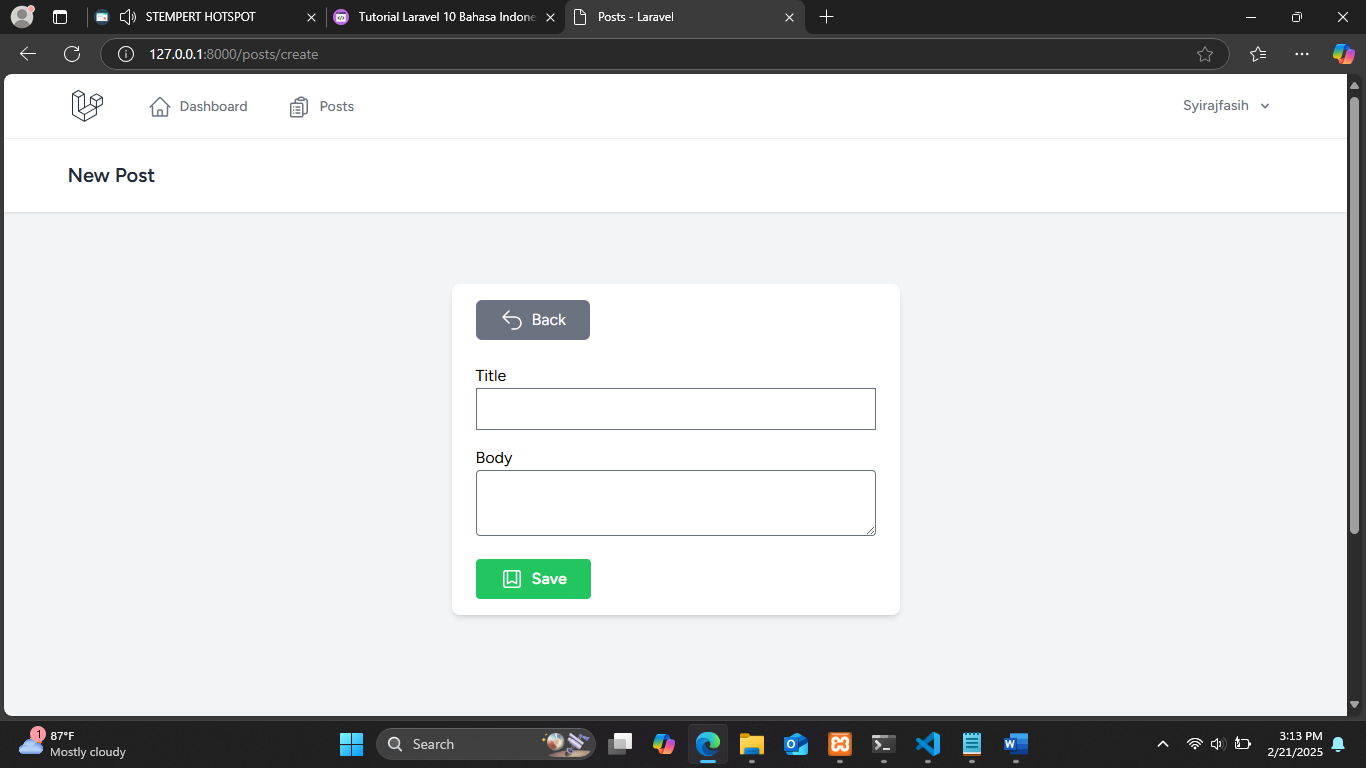 STEMPERT HOTSPOT
Tutorial Laravel 10 Bahasa Indone
Posts - Laravel
127.0.0.1:8000/posts/create
Dashboard
Posts
Syirajfasih
New Post
Back
Title
Body
Save
1
87°F
Mostly cloudy
Search
3:13 PM
2/21/2025